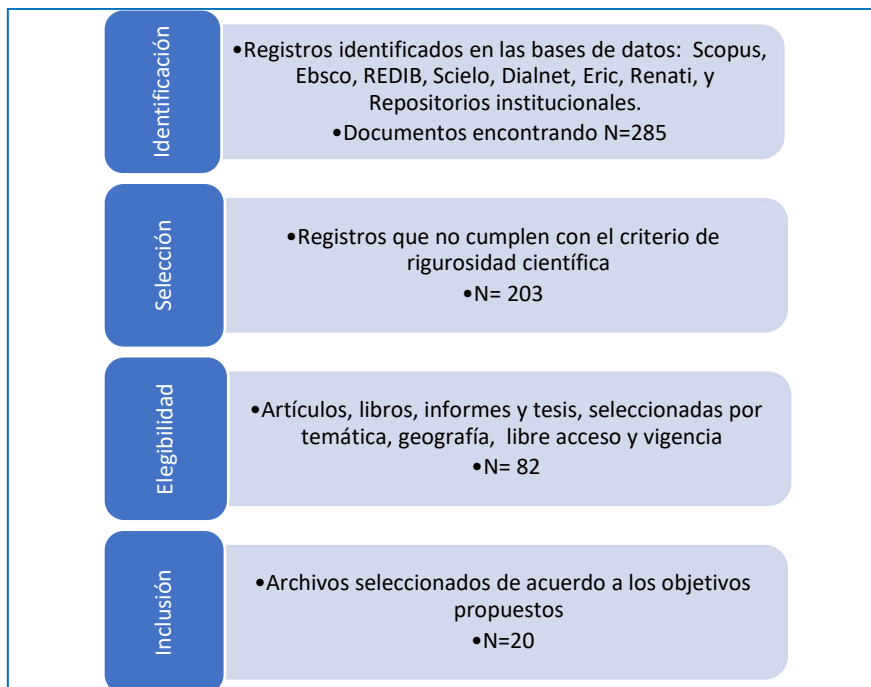 Identificación
•Registros identificados en las bases de datos: Scopus,
Ebsco, REDIB, Scielo, Dialnet, Eric, Renati, y
Repositorios institucionales.
•Documentos encontrando N=285
Selección
•Registros que no cumplen con el criterio de
rigurosidad científica
•N= 203
Elegibilidad
•Artículos, libros, informes y tesis, seleccionadas por
temática, geografía, libre acceso y vigencia
•N= 82
Inclusión
•Archivos seleccionados de acuerdo a los objetivos
propuestos
•N=20